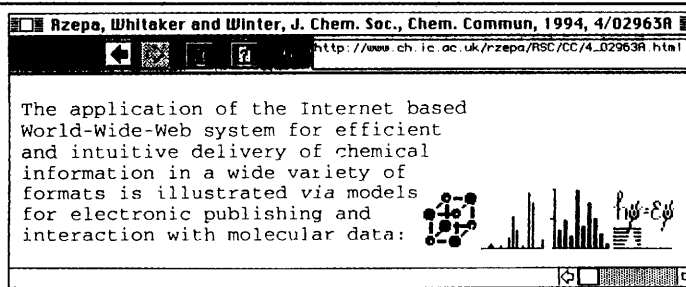 Rzepa, Whitaker and Winter, J. Chem. Soc., Chem. Commun, 1994, 4/02963A
http://www.ch.ic.ac.uk/rzepa/RSC/CC/4_02963A.html
The application of the Internet based
World-Wide-Web system for efficient
and intuitive delivery of chemical
information in a wide variety of
formats is illustrated via models
for electronic publishing and
interaction with molecular data:
Ĥψ=Eψ